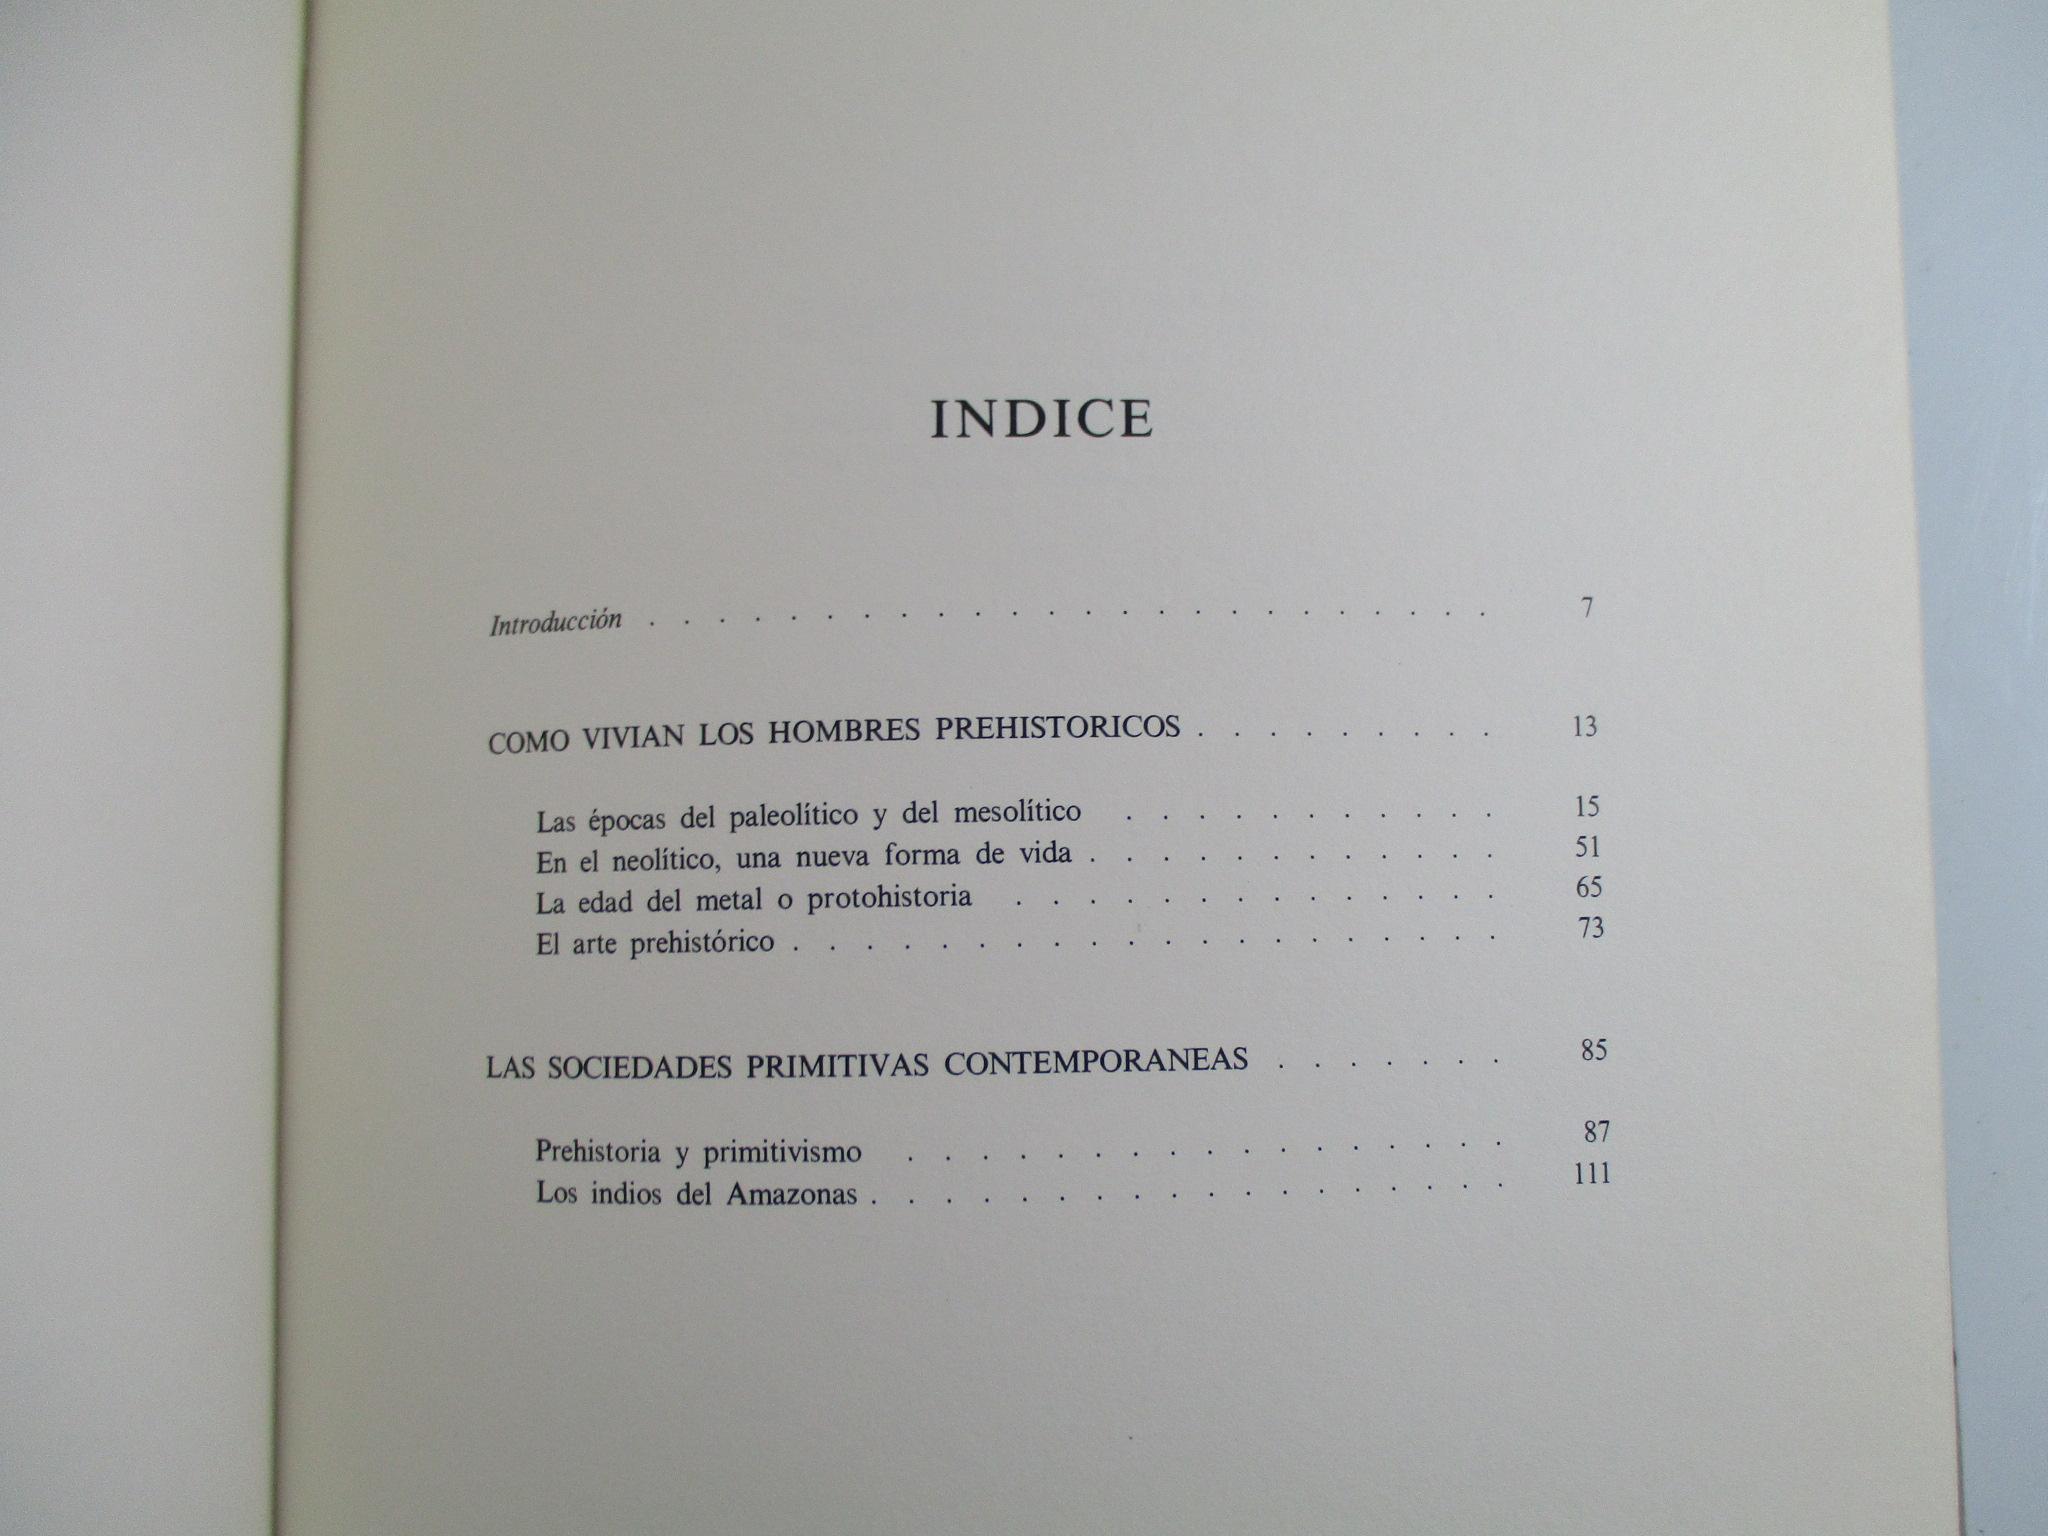 INDICE
Introducción . . . . . . . . . . . . . . . . . . . . . . . . 7
COMO VIVIAN LOS HOMBRES PREHISTORICOS . . . . . . . . . 13
Las épocas del paleolítico y del mesolítico . . . . . . . . . . . 15
En el neolítico, una nueva forma de vida . . . . . . . . . . . . 51
La edad del metal o protohistoria . . . . . . . . . . . . . . 65
El arte prehistórico . . . . . . . . . . . . . . . . . . . . 73
LAS SOCIEDADES PRIMITIVAS CONTEMPORANEAS . . . . . . . 85
Prehistoria y primitivismo . . . . . . . . . . . . . . . . . 87
Los indios del Amazonas . . . . . . . . . . . . . . . . . . 111